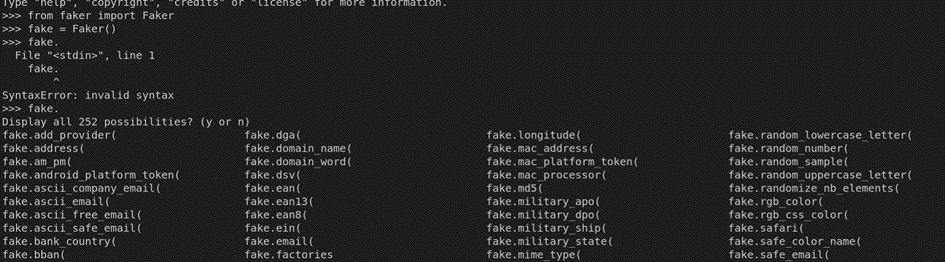 Type "help", "copyright", "credits" or "license" for more information.
>>> from faker import Faker
>>> fake = Faker()
>>> fake.
  File "<stdin>", line 1
    fake.
        ^
SyntaxError: invalid syntax
>>> fake.
Display all 252 possibilities? (y or n)
fake.add_provider( fake.dga( fake.longitude( fake.random_lowercase_letter(
fake.address( fake.domain_name( fake.mac_address( fake.random_number(
fake.am_pm( fake.domain_word( fake.mac_platform_token( fake.random_sample(
fake.android_platform_token( fake.dsv( fake.mac_processor( fake.random_uppercase_letter(
fake.ascii_company_email( fake.ean( fake.md5( fake.randomize_nb_elements(
fake.ascii_email( fake.ean13( fake.military_apo( fake.rgb_color(
fake.ascii_free_email( fake.ean8( fake.military_dpo( fake.rgb_css_color(
fake.ascii_safe_email( fake.ein( fake.military_ship( fake.safari(
fake.bank_country( fake.email( fake.military_state( fake.safe_color_name(
fake.bban( fake.factories fake.mime_type( fake.safe_email(